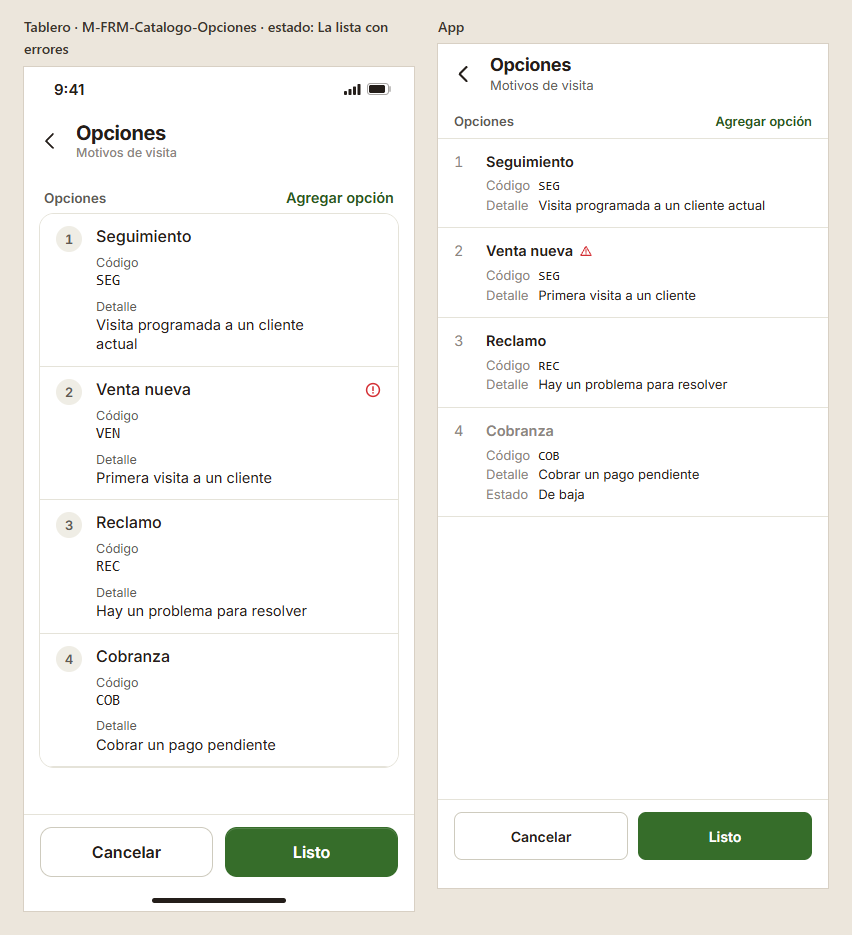 Tablero · M-FRM-Catalogo-Opciones · estado: La lista con
errores
9:41
Opciones
Motivos de visita
Opciones
Agregar opción
1
Seguimiento
Código
SEG
Detalle
Visita programada a un cliente
actual
2
Venta nueva
Código
VEN
Detalle
Primera visita a un cliente
3
Reclamo
Código
REC
Detalle
Hay un problema para resolver
4
Cobranza
Código
COB
Detalle
Cobrar un pago pendiente
Cancelar
Listo
App
Opciones
Motivos de visita
Opciones
Agregar opción
1 Seguimiento
Código SEG
Detalle Visita programada a un cliente actual
2 Venta nueva
Código SEG
Detalle Primera visita a un cliente
3 Reclamo
Código REC
Detalle Hay un problema para resolver
4 Cobranza
Código COB
Detalle Cobrar un pago pendiente
Estado De baja
Cancelar
Listo